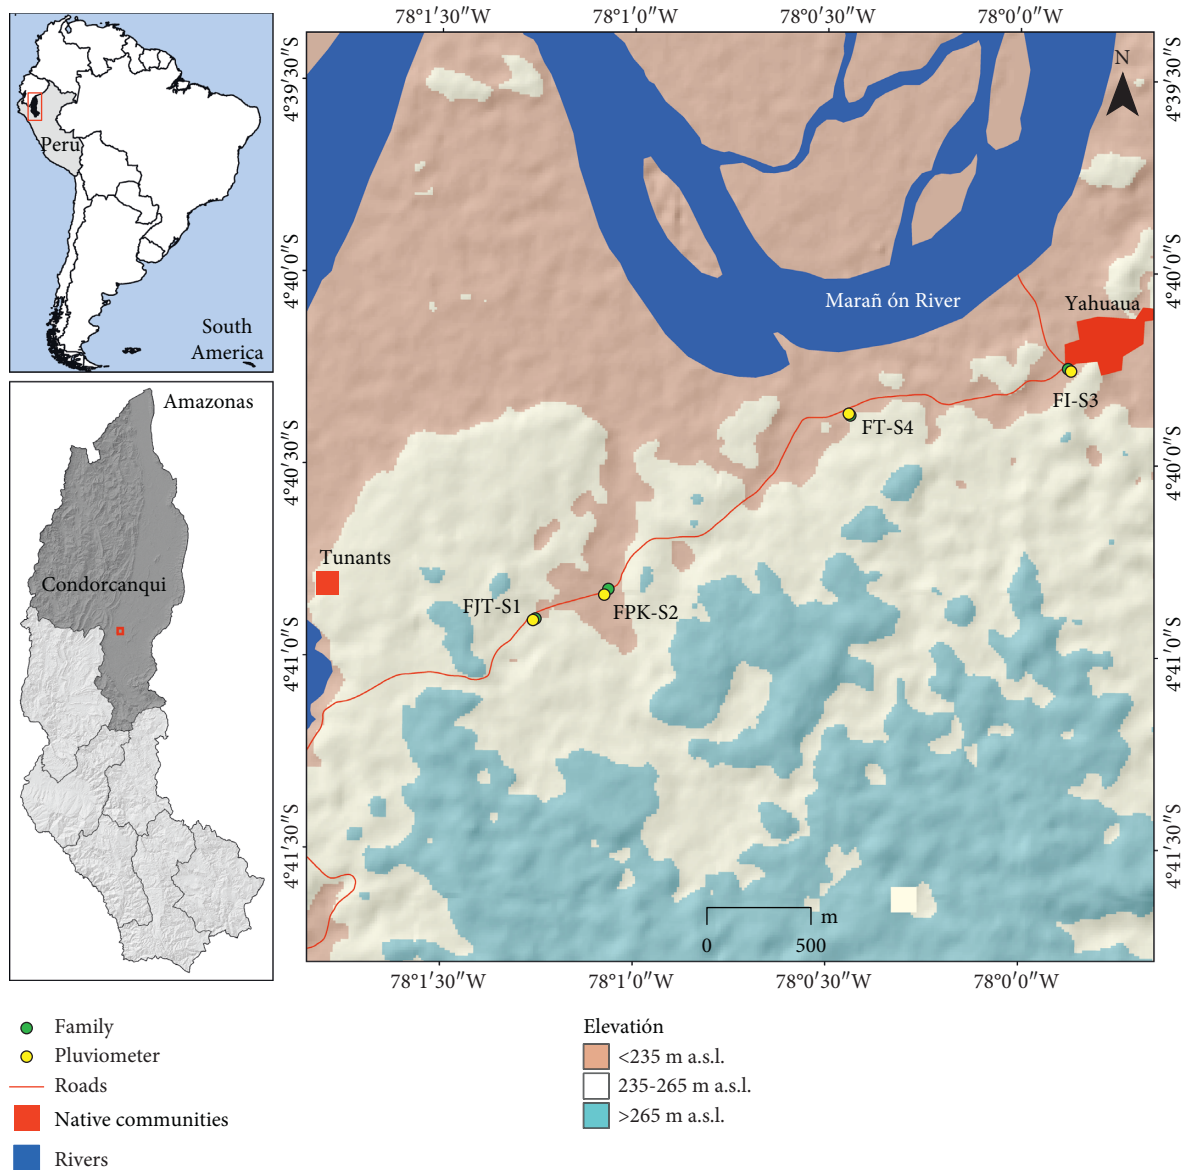 78°1′30″W
78°1′0″W
78°0′30″W
78°0′0″W
4°39′30″S
4°40′0″S
4°40′30″S
4°41′0″S
4°41′30″S
4°39′30″S
4°40′0″S
4°40′0″S
4°41′0″S
4°41′30″S
Peru
South
America
Amazonas
Condorcanqui
N
Marañ ón River
Yahuaua
FI-S3
FT-S4
Tunants
FJT-S1
FPK-S2
m
0
500
78°1′30″W
78°1′0″W
78°0′30″W
78°0′0″W
Family
Pluviometer
Roads
Native communities
Rivers
Elevatión
<235 m a.s.l.
235-265 m a.s.l.
>265 m a.s.l.